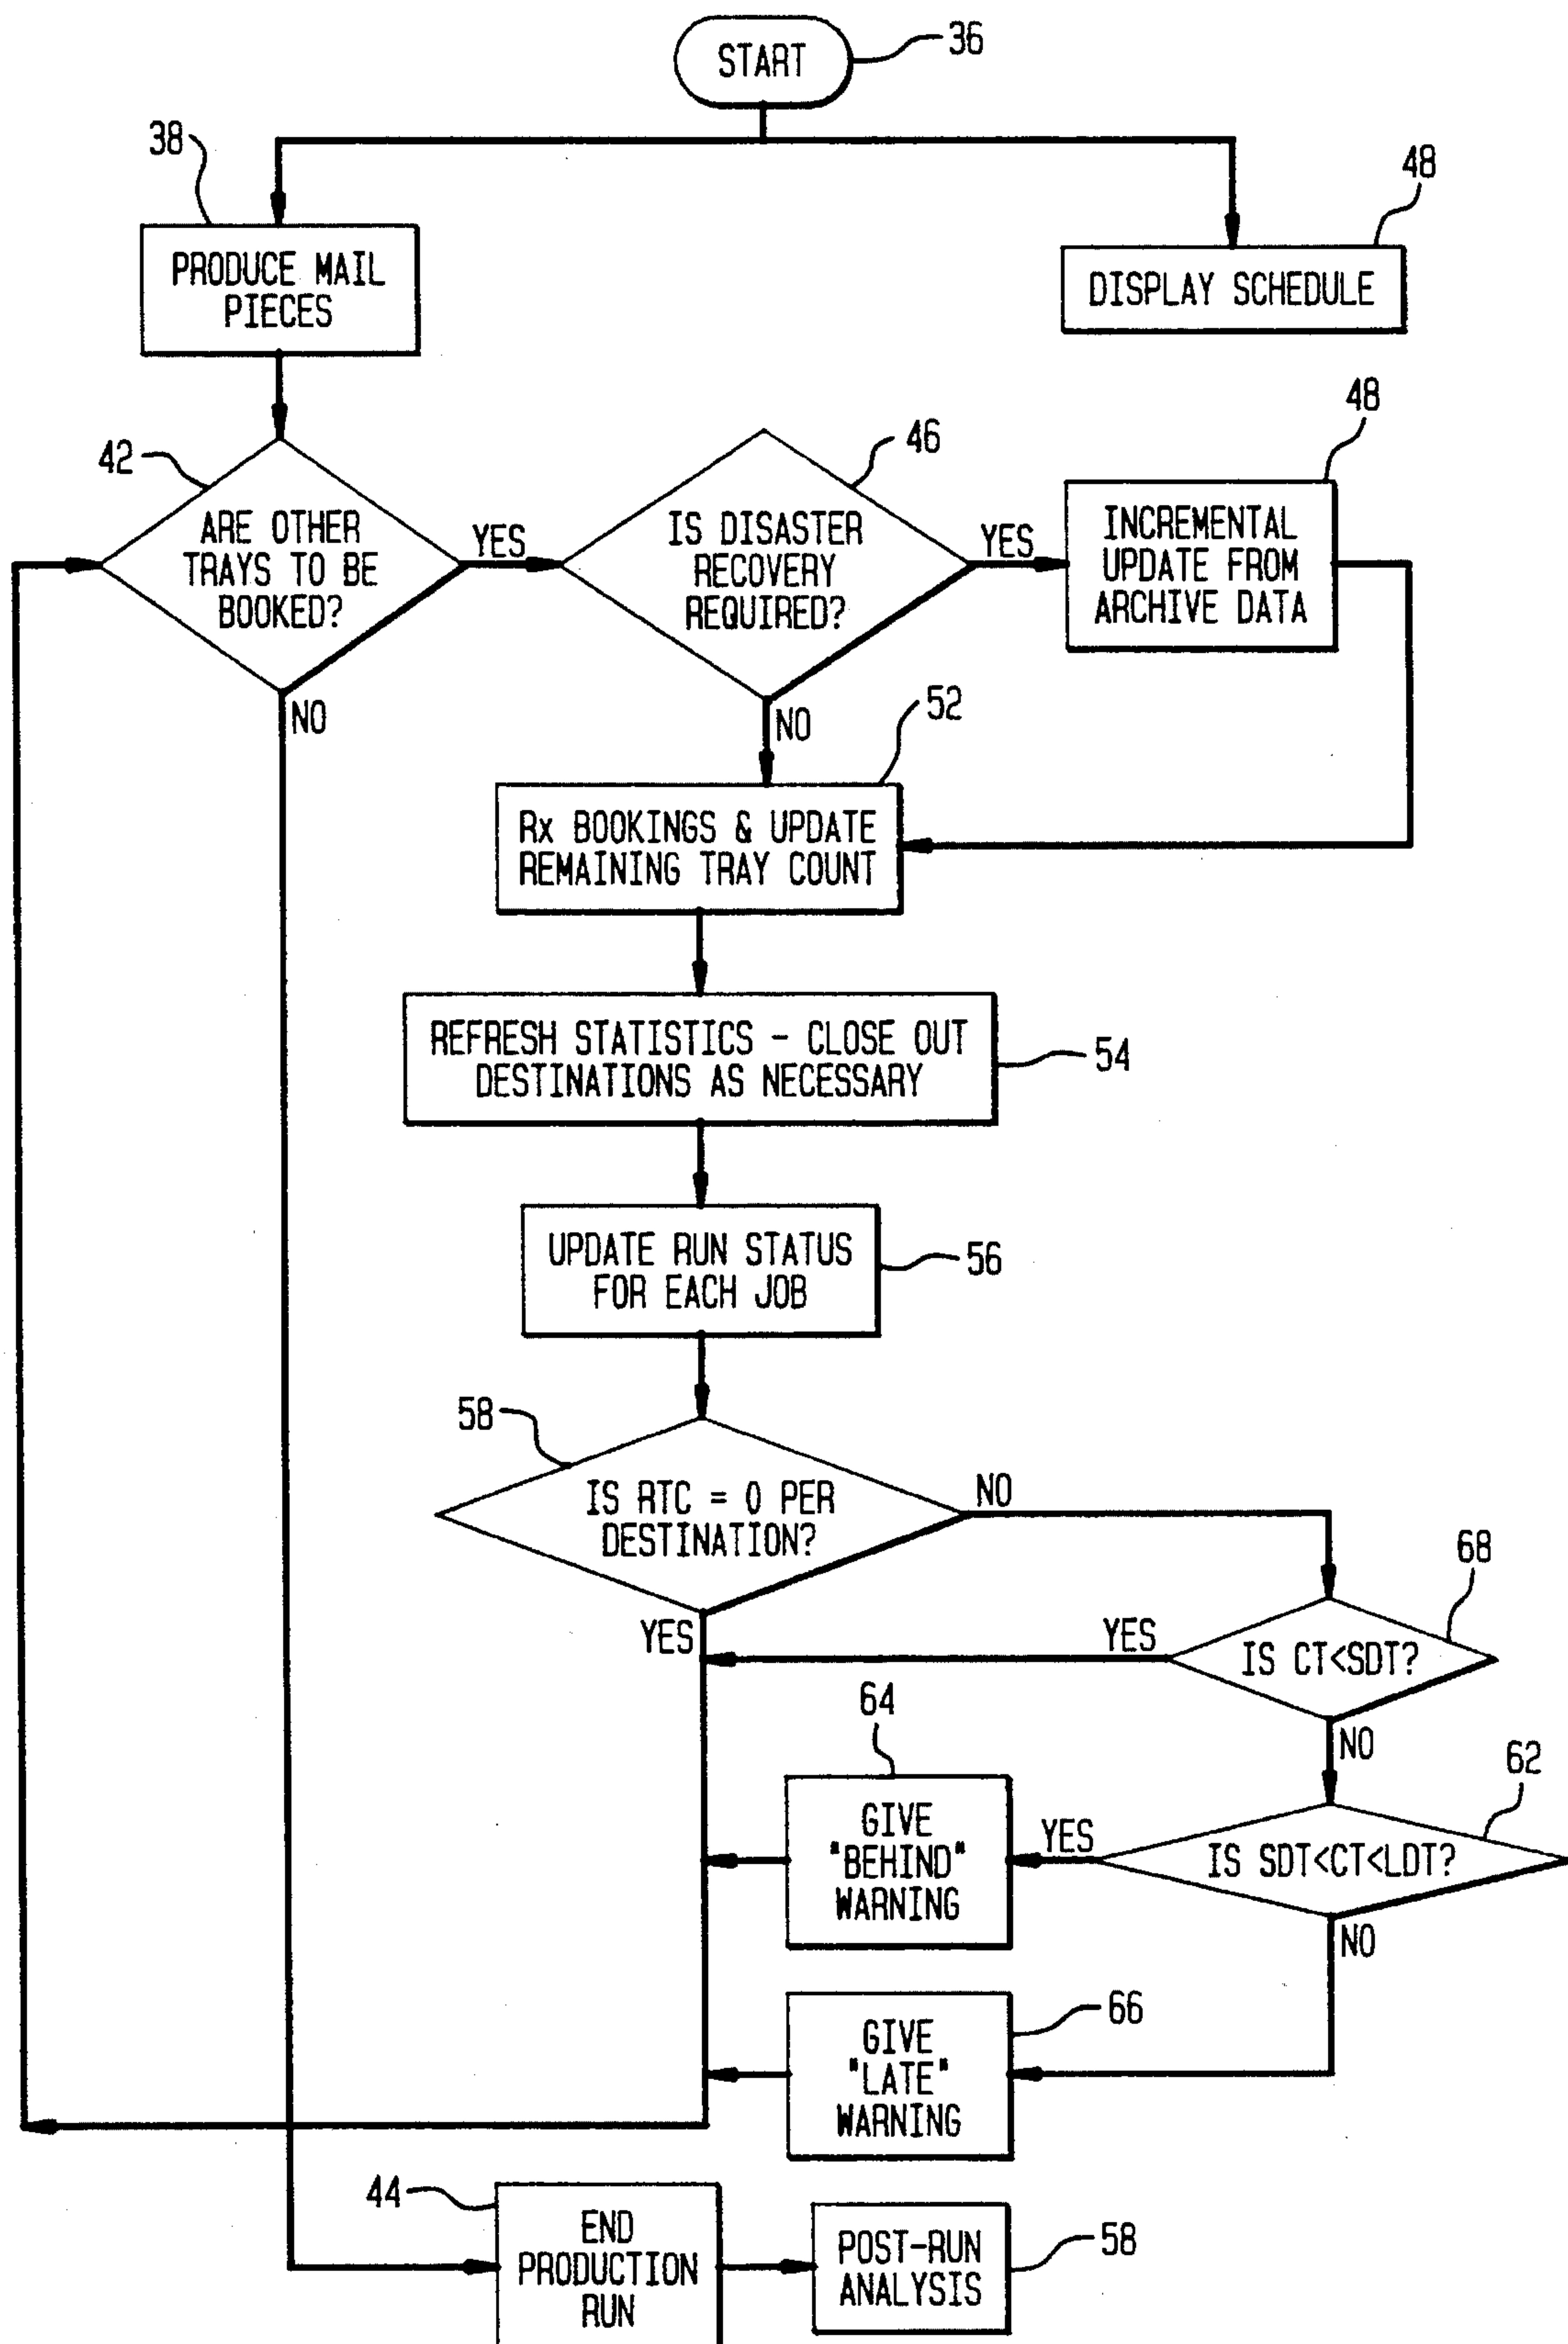 START
36
38
48
PRODUCE MAIL
PIECES
DISPLAY SCHEDULE
42
46
48
ARE OTHER
TRAYS TO BE
BOOKED?
YES
IS DISASTER
RECOVERY
REQUIRED?
YES
INCREMENTAL
UPDATE FROM
ARCHIVE DATA
NO
NO
52
Rx BOOKINGS & UPDATE
REMAINING TRAY COUNT
REFRESH STATISTICS - CLOSE OUT
DESTINATIONS AS NECESSARY
54
UPDATE RUN STATUS
FOR EACH JOB
56
58
IS RTC = 0 PER
DESTINATION?
NO
YES
68
YES
IS CT<SDT?
NO
64
62
GIVE
"BEHIND"
WARNING
YES
IS SDT<CT<LDT?
NO
GIVE
"LATE"
WARNING
66
44
END
PRODUCTION
RUN
POST-RUN
ANALYSIS
58